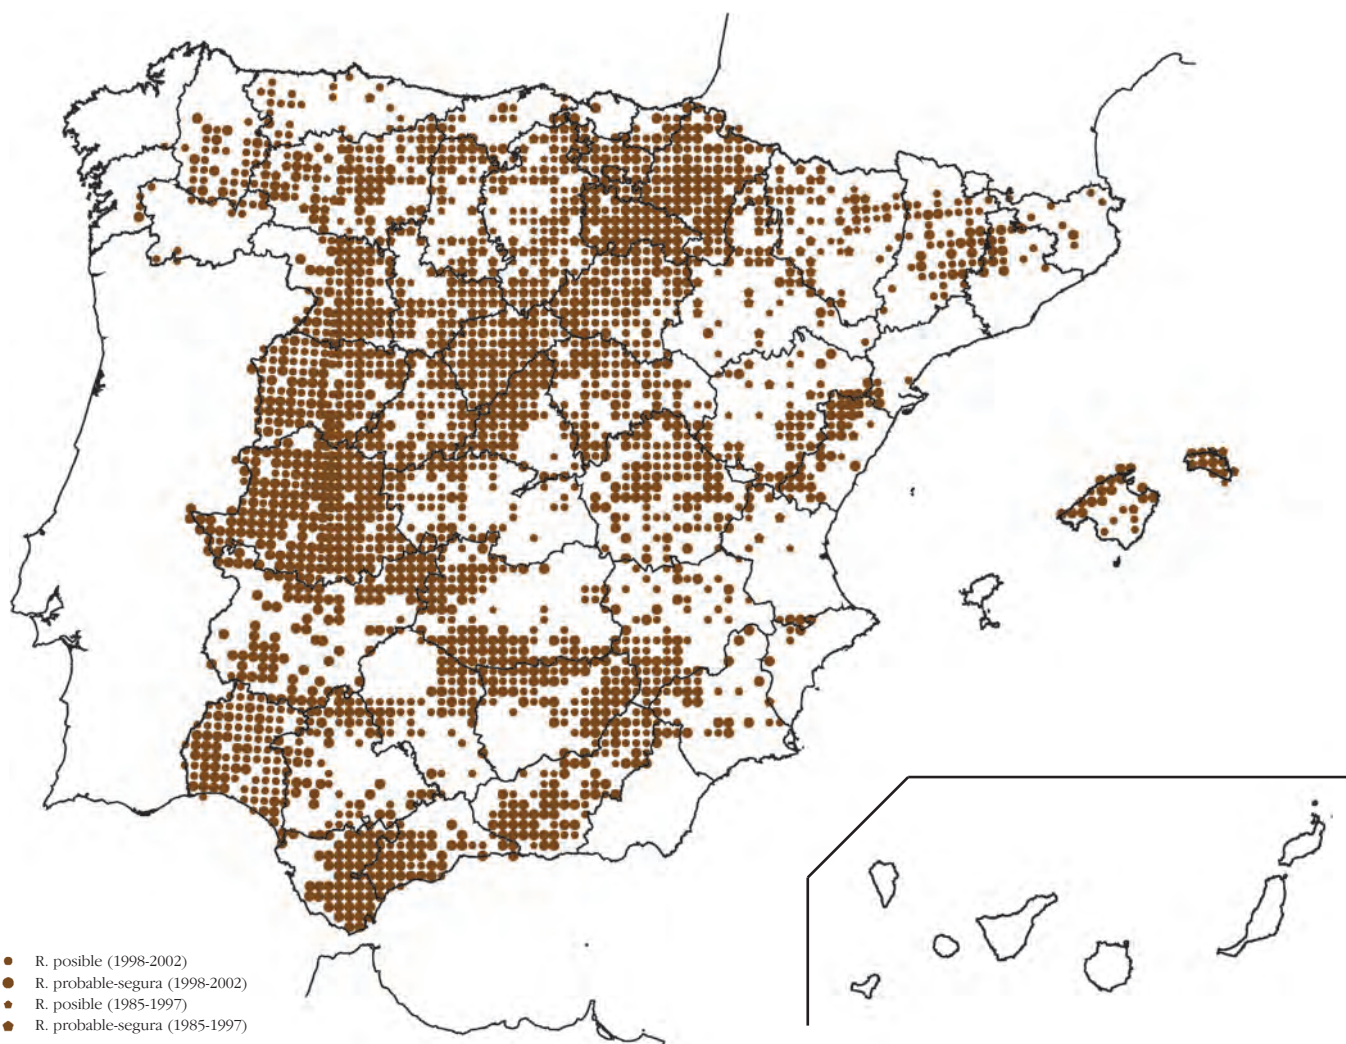 R. posible (1998-2002)
R. probable-segura (1998-2002)
R. posible (1985-1997)
R. probable-segura (1985-1997)